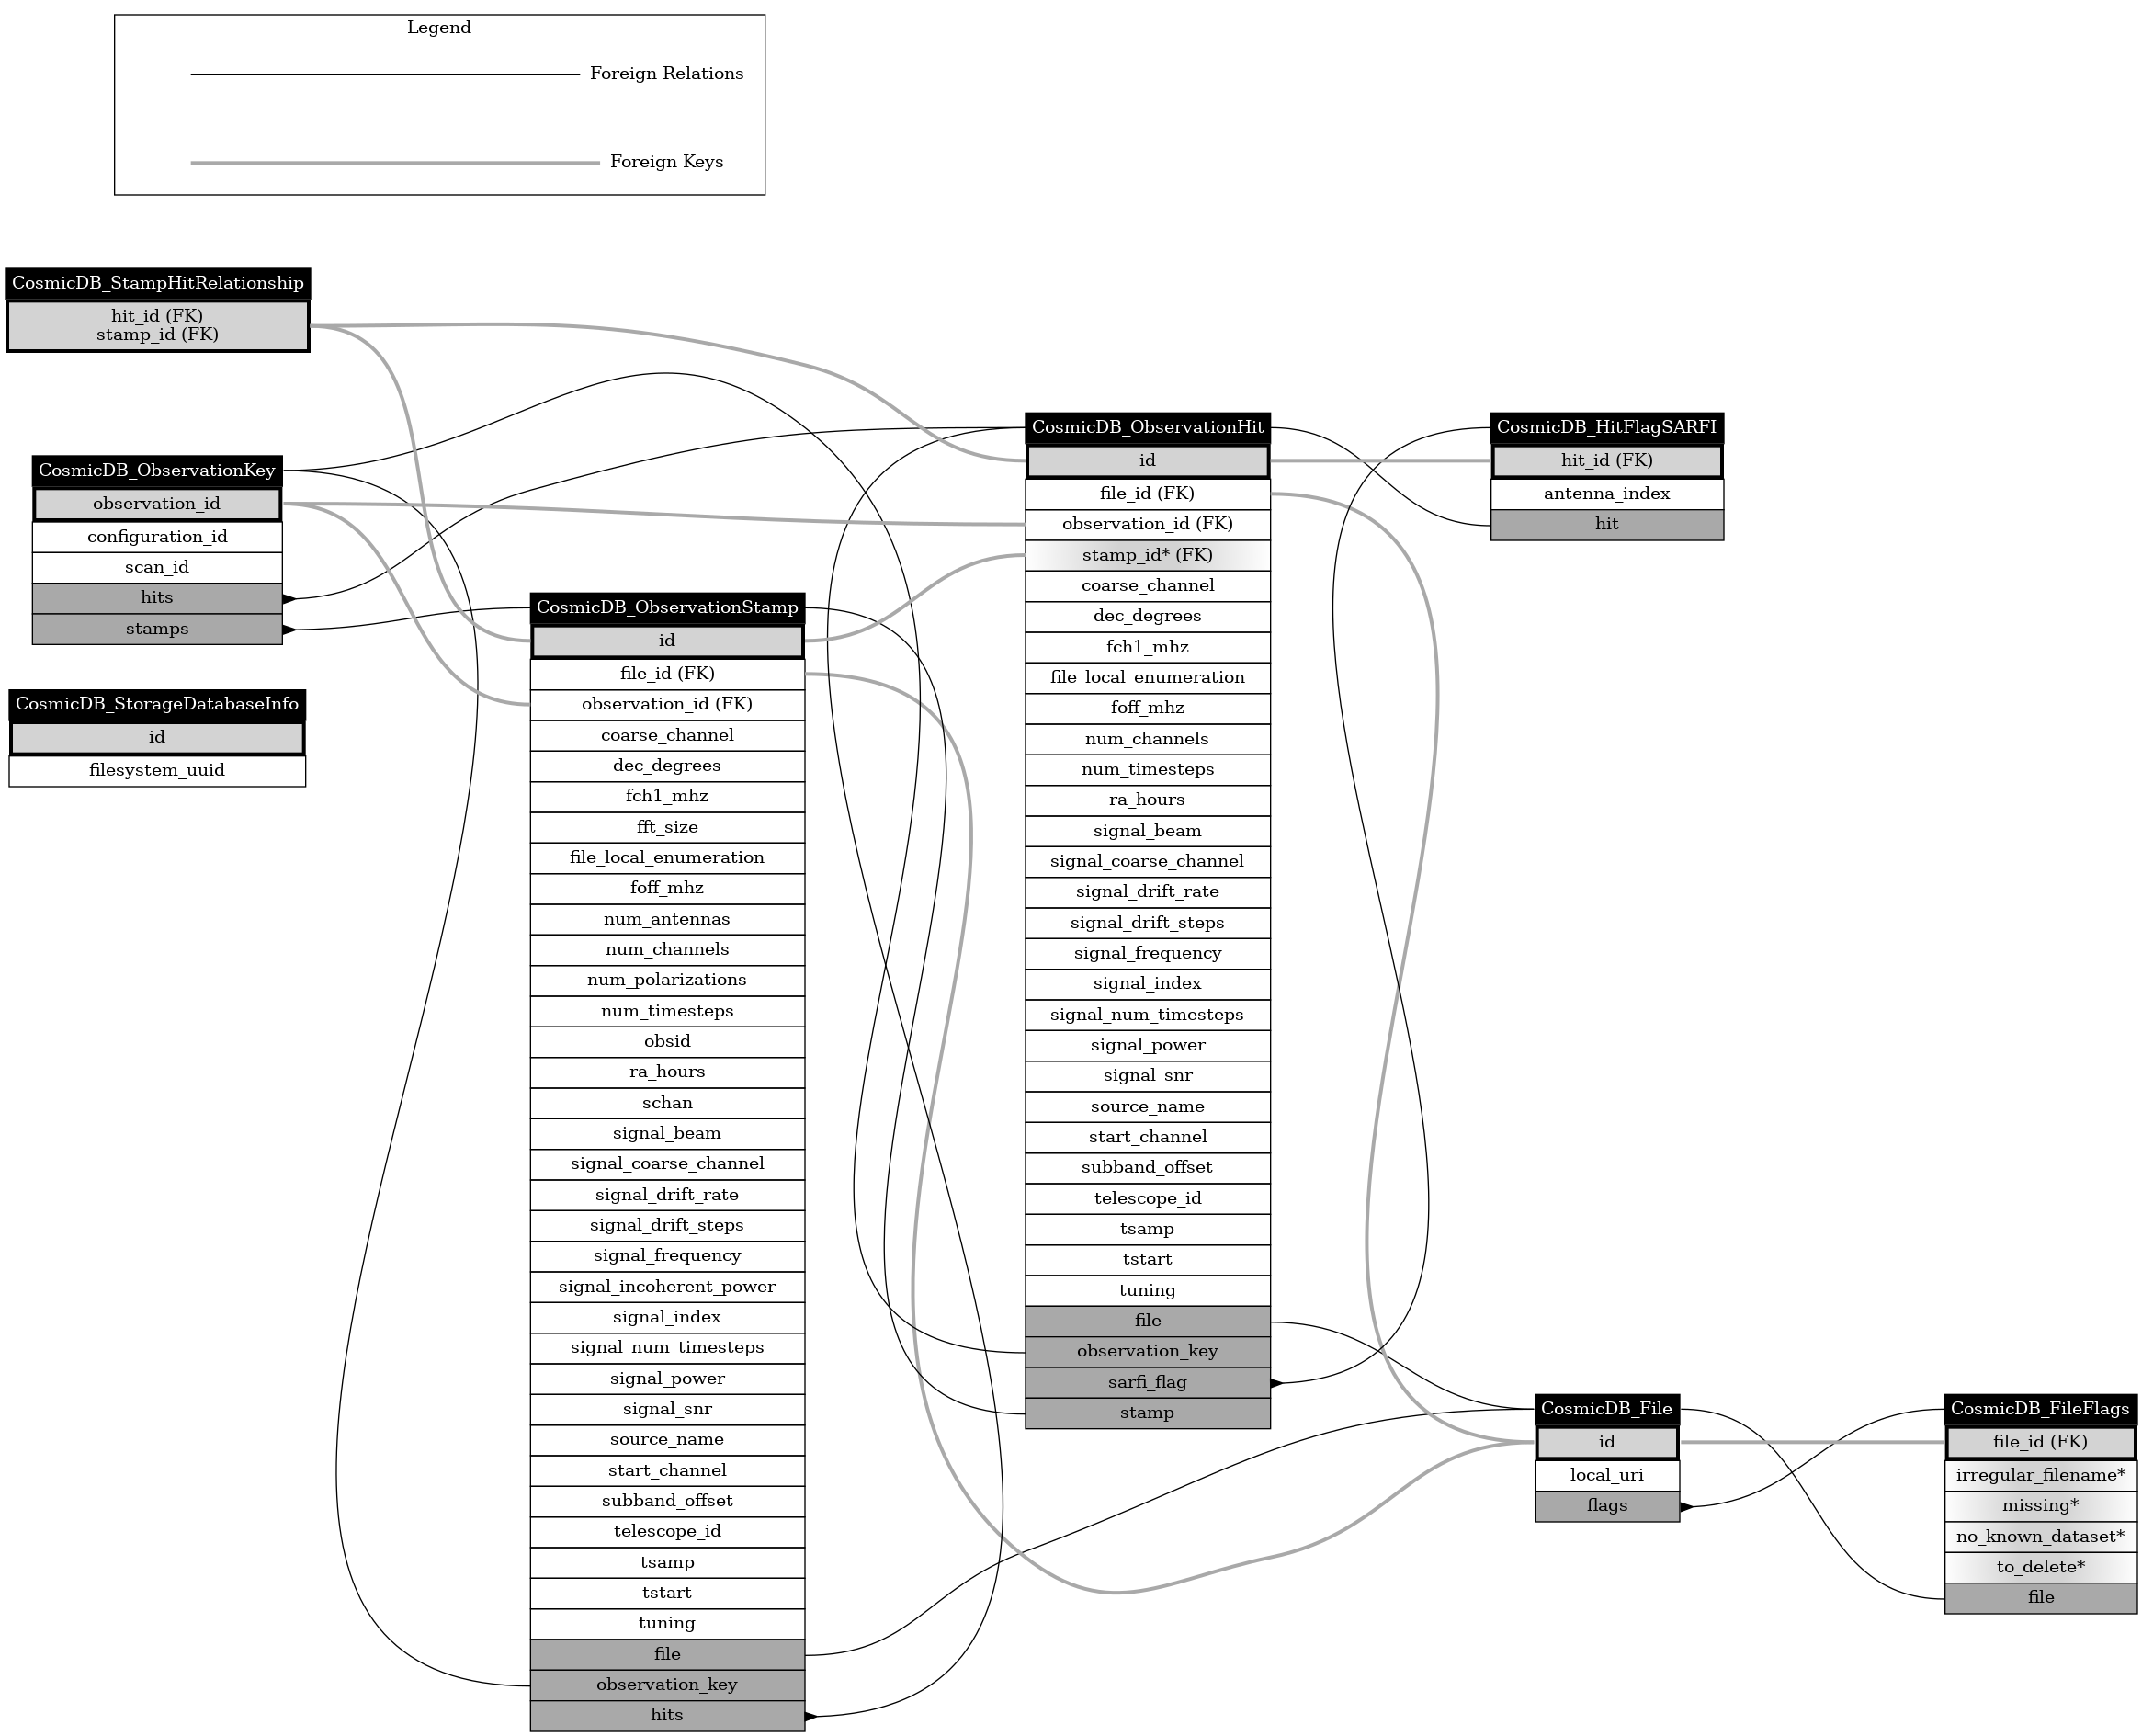 Legend
Foreign Relations
Foreign Keys
CosmicDB_StampHitRelationship
hit_id (FK)
stamp_id (FK)
CosmicDB_ObservationKey
observation_id
configuration_id
scan_id
hits
stamps
CosmicDB_StorageDatabaseInfo
id
filesystem_uuid
CosmicDB_ObservationStamp
id
file_id (FK)
observation_id (FK)
coarse_channel
dec_degrees
fch1_mhz
fft_size
file_local_enumeration
foff_mhz
num_antennas
num_channels
num_polarizations
num_timesteps
obsid
ra_hours
schan
signal_beam
signal_coarse_channel
signal_drift_rate
signal_drift_steps
signal_frequency
signal_incoherent_power
signal_index
signal_num_timesteps
signal_power
signal_snr
source_name
start_channel
subband_offset
telescope_id
tsamp
tstart
tuning
file
observation_key
hits
CosmicDB_ObservationHit
id
file_id (FK)
observation_id (FK)
stamp_id* (FK)
coarse_channel
dec_degrees
fch1_mhz
file_local_enumeration
foff_mhz
num_channels
num_timesteps
ra_hours
signal_beam
signal_coarse_channel
signal_drift_rate
signal_drift_steps
signal_frequency
signal_index
signal_num_timesteps
signal_power
signal_snr
source_name
start_channel
subband_offset
telescope_id
tsamp
tstart
tuning
file
observation_key
sarfi_flag
stamp
CosmicDB_HitFlagSARFI
hit_id (FK)
antenna_index
hit
CosmicDB_File
id
local_uri
flags
CosmicDB_FileFlags
file_id (FK)
irregular_filename*
missing*
no_known_dataset*
to_delete*
file